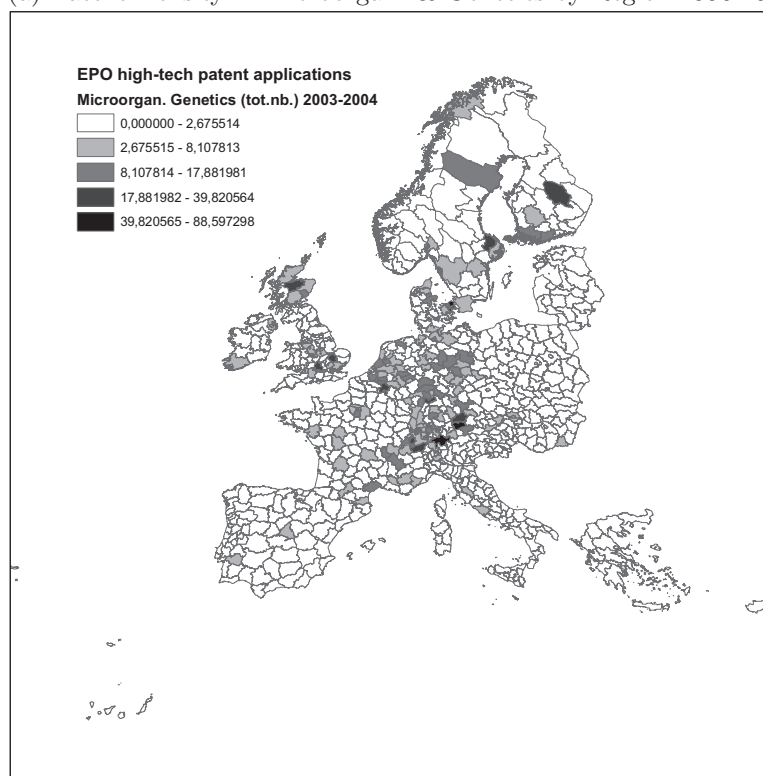 EPO high-tech patent applications
Microorgan. Genetics (tot.nb.) 2003-2004
0,000000 - 2,675514
2,675515 - 8,107813
8,107814 - 17,881981
17,881982 - 39,820564
39,820565 - 88,597298